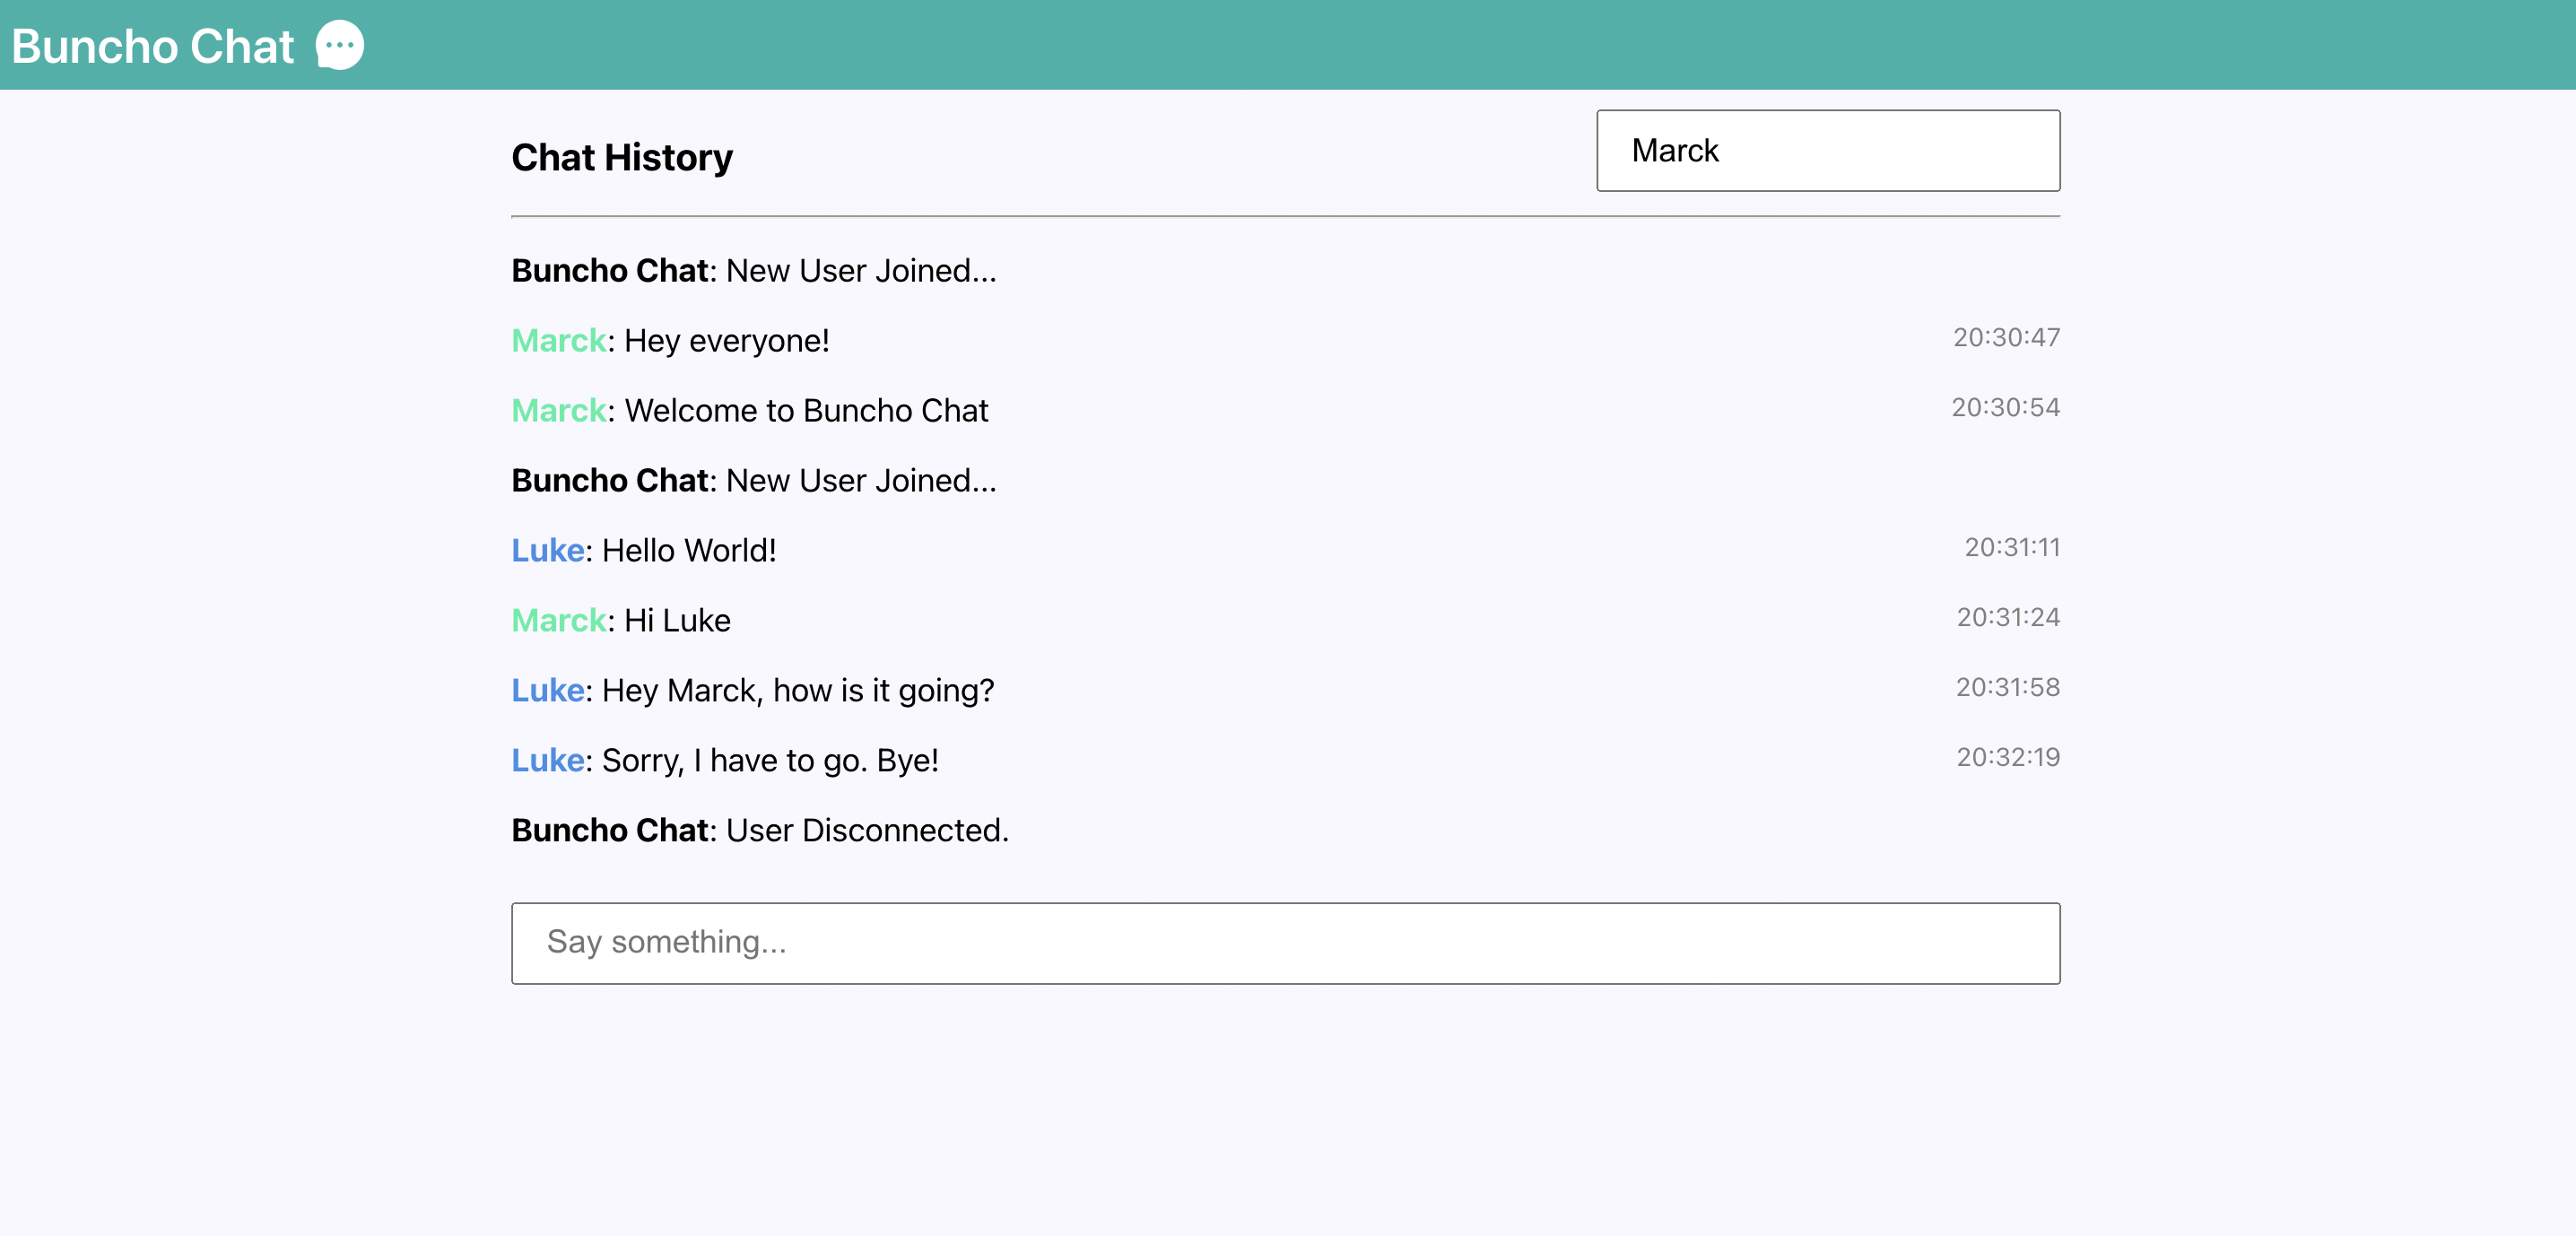 Buncho Chat
Chat History
Marck
Buncho Chat: New User Joined...
Marck: Hey everyone! 20:30:47
Marck: Welcome to Buncho Chat 20:30:54
Buncho Chat: New User Joined...
Luke: Hello World! 20:31:11
Marck: Hi Luke 20:31:24
Luke: Hey Marck, how is it going? 20:31:58
Luke: Sorry, I have to go. Bye! 20:32:19
Buncho Chat: User Disconnected.
Say something...